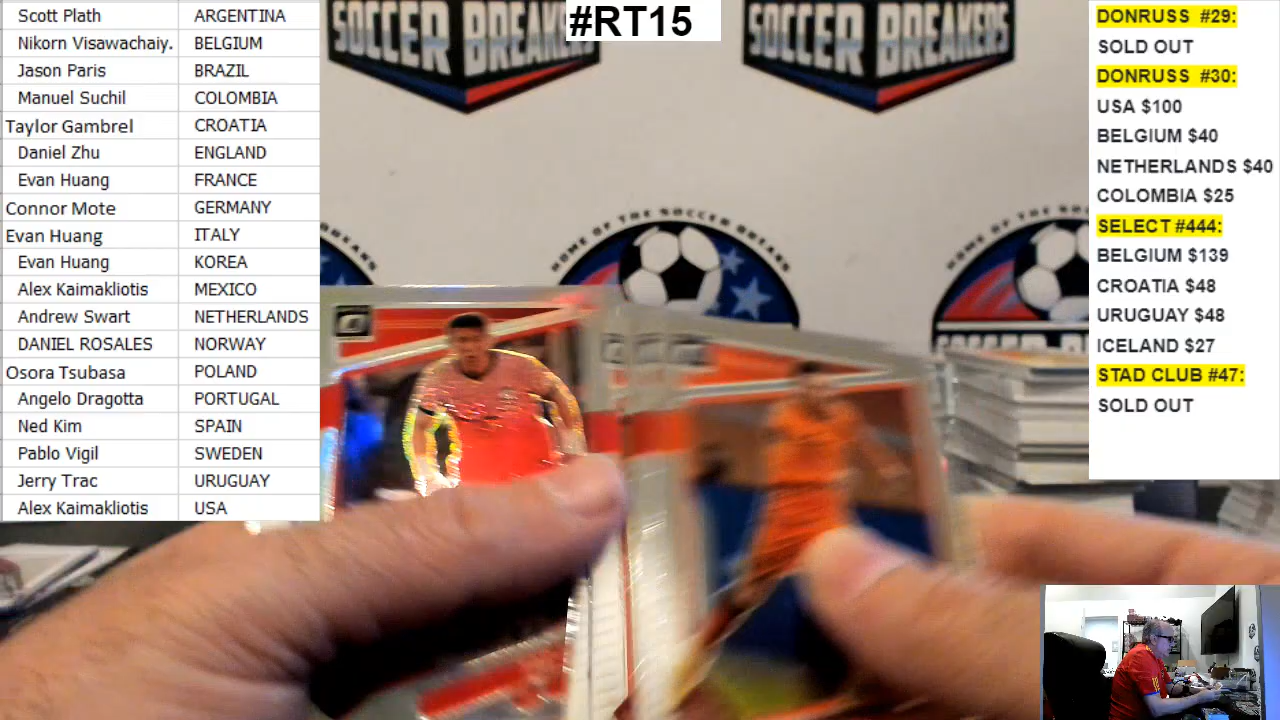 Scott Plath ARGENTINA
Nikorn Visawachaiy. BELGIUM
Jason Paris BRAZIL
Manuel Suchil COLOMBIA
Taylor Gambrel CROATIA
Daniel Zhu ENGLAND
Evan Huang FRANCE
Connor Mote GERMANY
Evan Huang ITALY
Evan Huang KOREA
Alex Kaimakliotis MEXICO
Andrew Swart NETHERLANDS
DANIEL ROSALES NORWAY
Osora Tsubasa POLAND
Angelo Dragotta PORTUGAL
Ned Kim SPAIN
Pablo Vigil SWEDEN
Jerry Trac URUGUAY
Alex Kaimakliotis USA
#RT15
SOCCER BREAKERS
SOCCER BREAKERS
HOME OF THE SOCCER BREAKS
HOME OF THE SOCCER
SOCCER
DONRUSS #29:
SOLD OUT
DONRUSS #30:
USA $100
BELGIUM $40
NETHERLANDS $40
COLOMBIA $25
SELECT #444:
BELGIUM $139
CROATIA $48
URUGUAY $48
ICELAND $27
STAD CLUB #47:
SOLD OUT